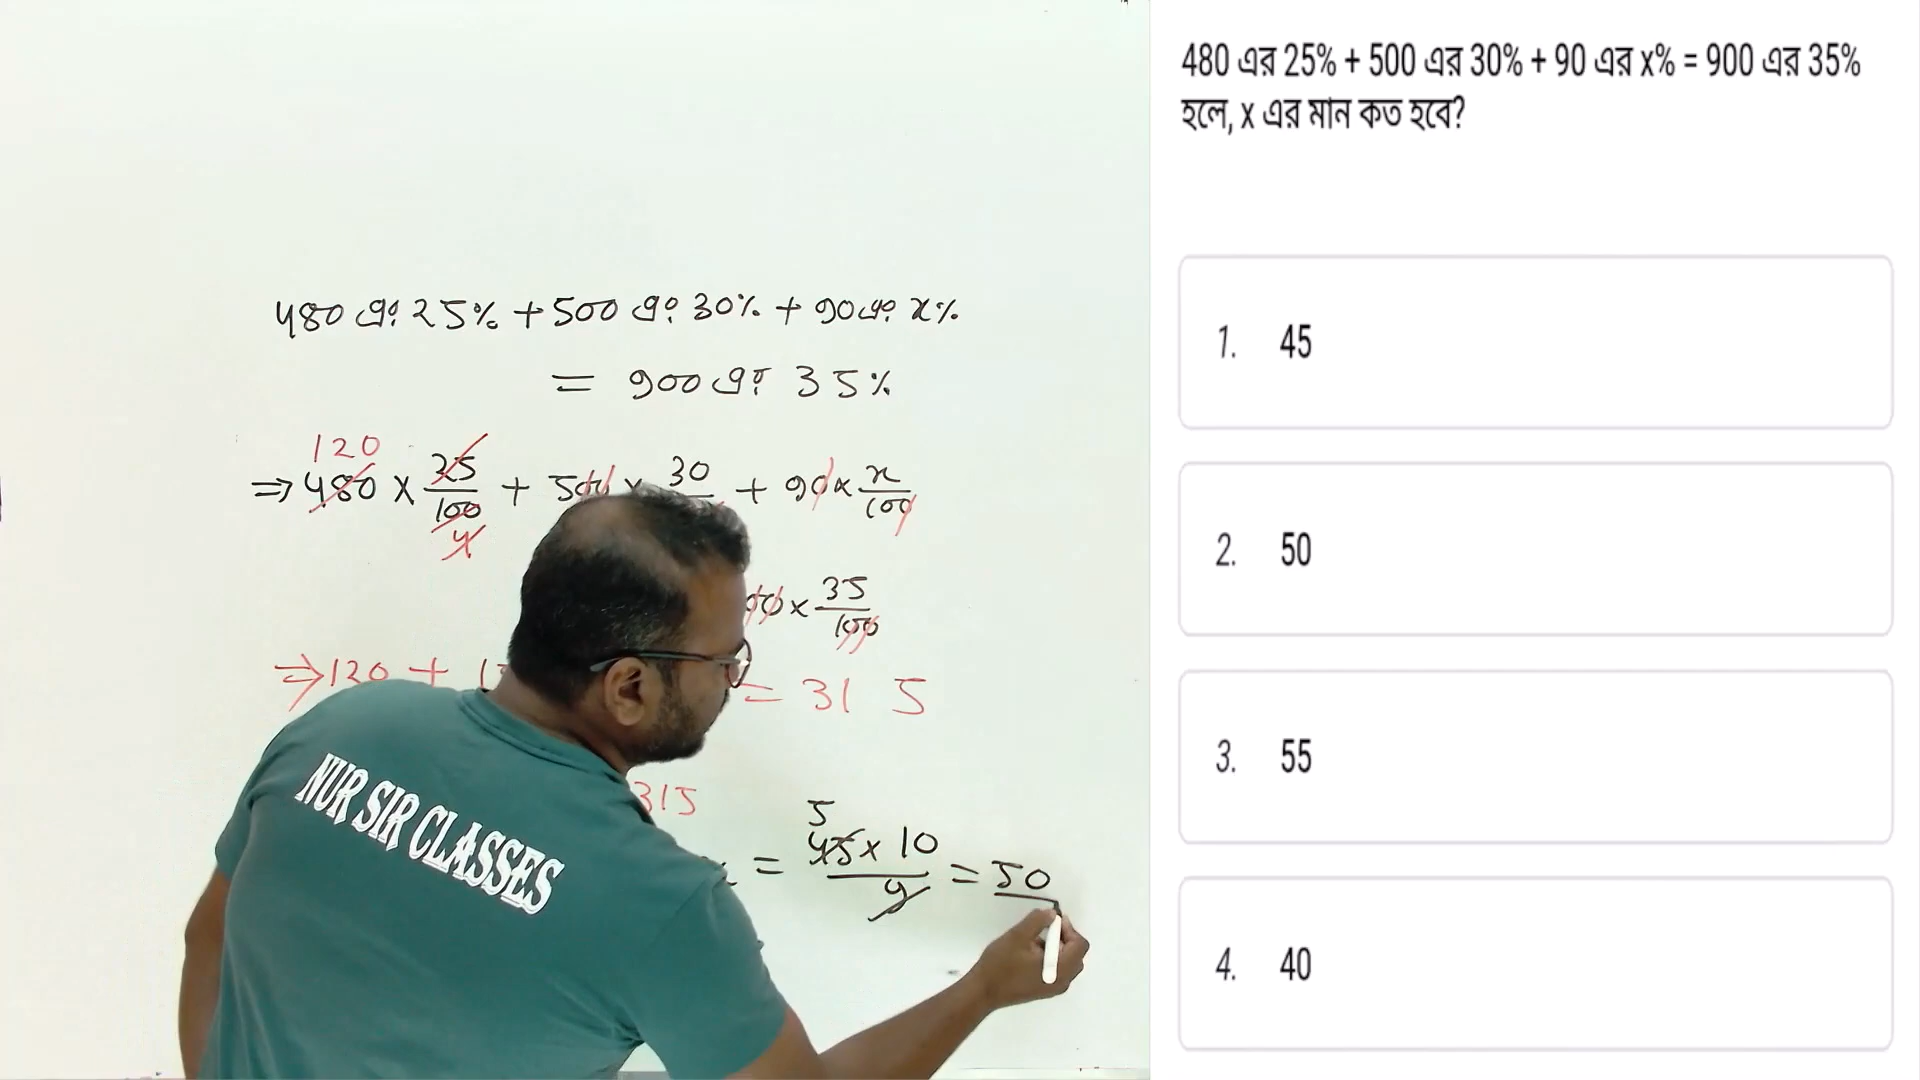 480 এর 25% + 500 এর 30% + 90 এর x% = 900 এর 35%
হলে, x এর মান কত হবে?
1. 45
2. 50
3. 55
4. 40
480 এর 25% + 500 এর 30% + 90 এর x%
= 900 এর 35%
120
⇒ 480 × 25/100 + 500 × 30 + 90 × x/100
4
× 35/100
⇒ 120 + = 315
315
5
= 45 × 10/9 = 50
NUR SIR CLASSES